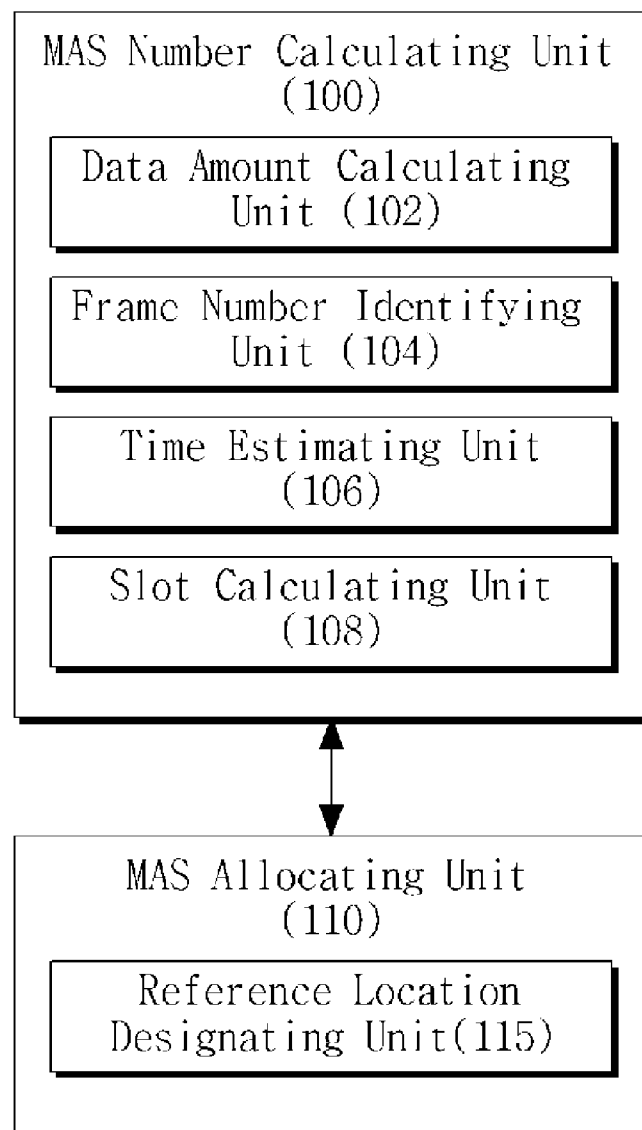 MAS Number Calculating Unit
(100)
Data Amount Calculating
Unit (102)
Frame Number Identifying
Unit (104)
Time Estimating Unit
(106)
Slot Calculating Unit
(108)
MAS Allocating Unit
(110)
Reference Location
Designating Unit(115)